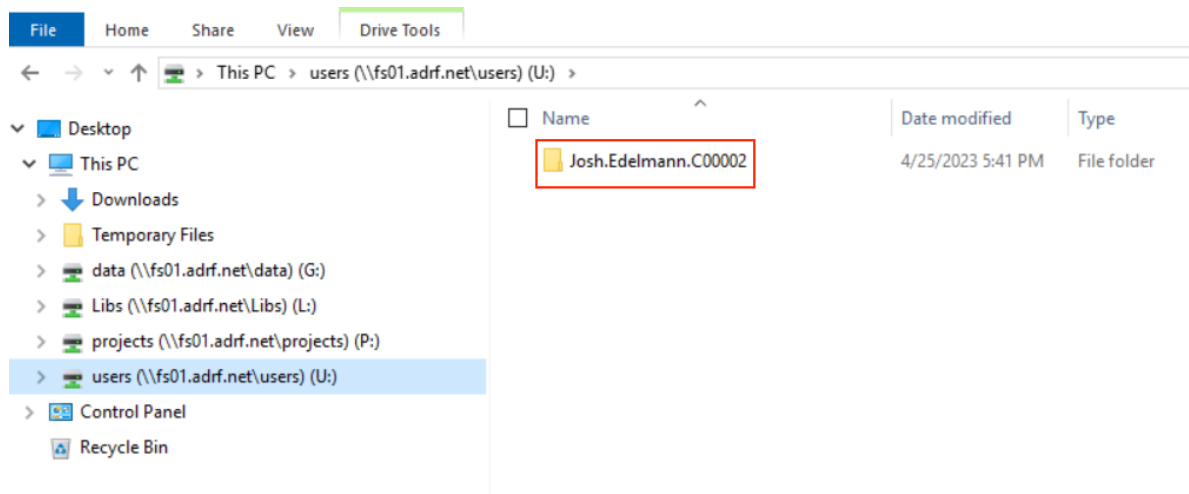 File Home Share View Drive Tools
This PC > users (\\fs01.adrf.net\users) (U:) >
Name Date modified Type
Josh.Edelmann.C00002 4/25/2023 5:41 PM File folder
Desktop
This PC
Downloads
Temporary Files
data (\\fs01.adrf.net\data) (G:)
Libs (\\fs01.adrf.net\Libs) (L:)
projects (\\fs01.adrf.net\projects) (P:)
users (\\fs01.adrf.net\users) (U:)
Control Panel
Recycle Bin